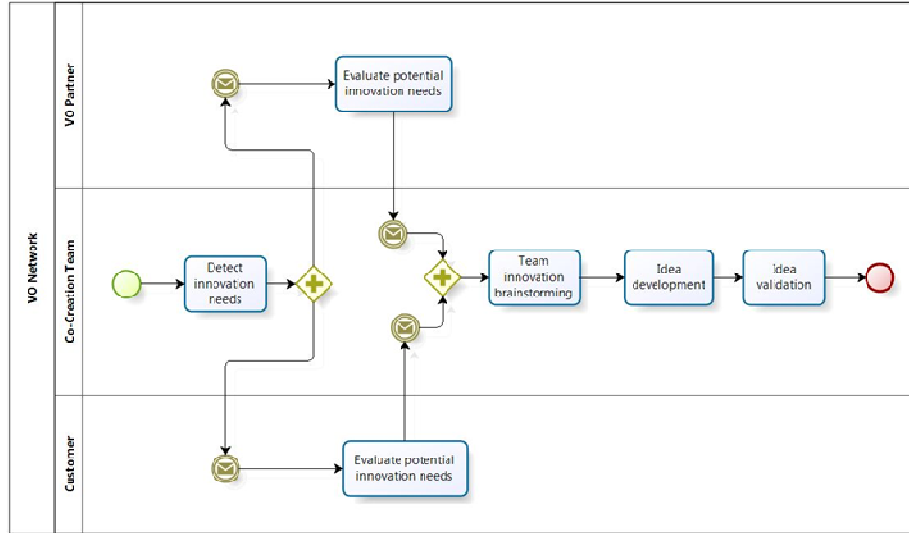 VO Network
VO Partner
Evaluate potential
innovation needs
Co-Creation Team
Detect
innovation
needs
Team
innovation
brainstorming
Idea
development
Idea
validation
Customer
Evaluate potential
innovation needs